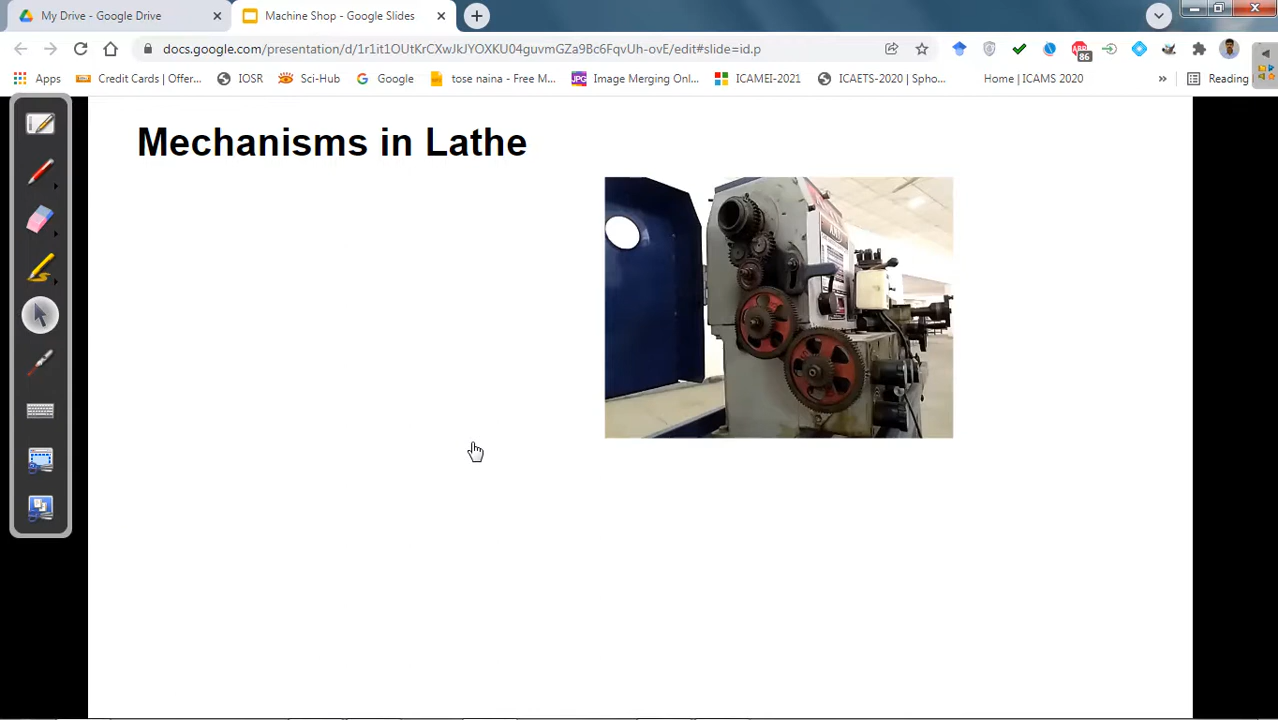 My Drive - Google Drive
Machine Shop - Google Slides
docs.google.com/presentation/d/1r1it1OUtKrCXwJkJYOXKU04guvmGZa9Bc6FqvUh-ovE/edit#slide=id.p
86
Apps
Credit Cards | Offer...
IOSR
Sci-Hub
Google
tose naina - Free M...
JPG
Image Merging Onl...
ICAMEI-2021
ICAETS-2020 | Spho...
Home | ICAMS 2020
»
Reading
Mechanisms in Lathe